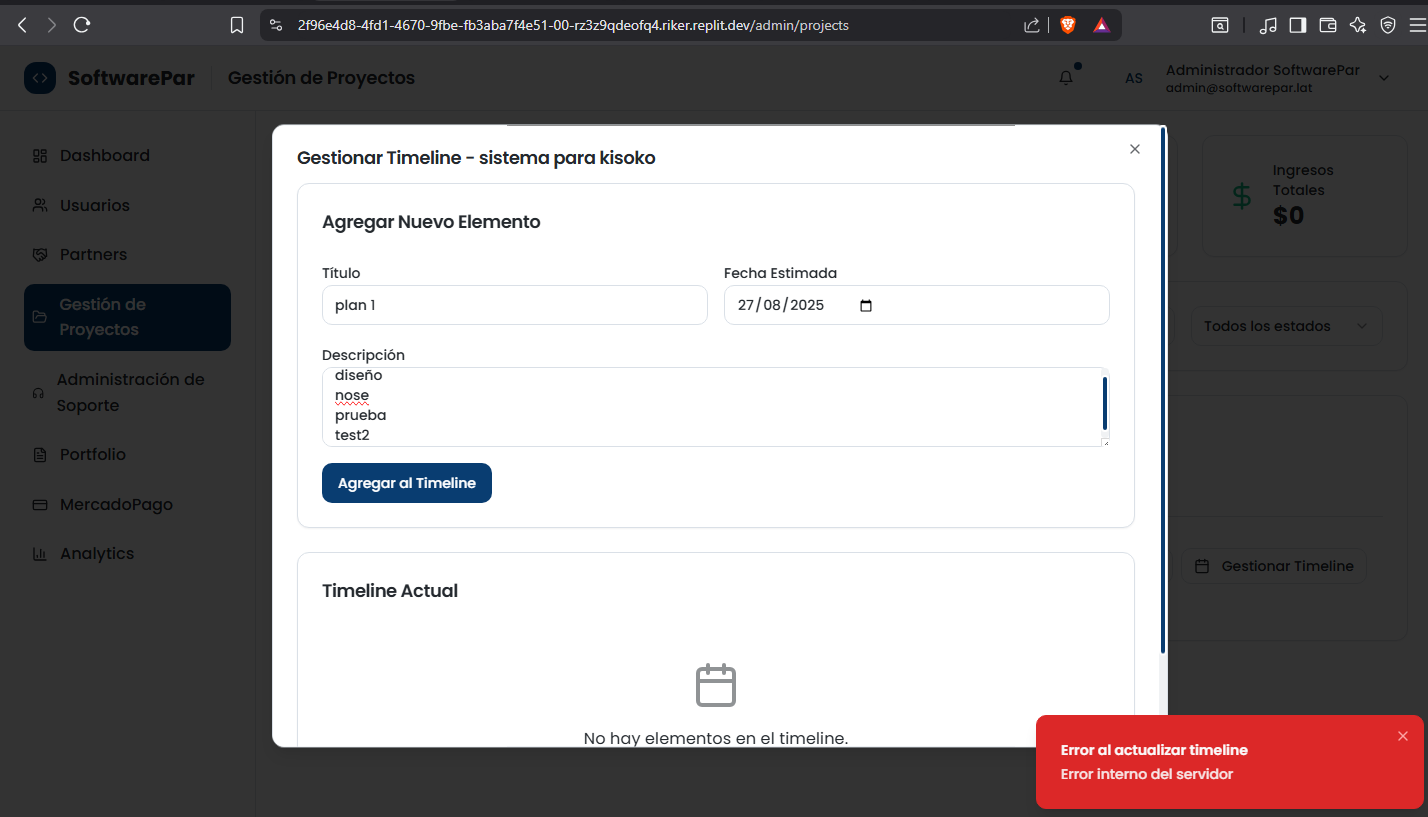 2f96e4d8-4fd1-4670-9fbe-fb3aba7f4e51-00-rz3z9qdeofq4.riker.replit.dev/admin/projects
SoftwarePar
Gestión de Proyectos
AS
Administrador SoftwarePar
admin@softwarepar.lat
Dashboard
Usuarios
Partners
Gestión de
Proyectos
Administración de
Soporte
Portfolio
MercadoPago
Analytics
Gestionar Timeline - sistema para kisoko
Agregar Nuevo Elemento
Título
Fecha Estimada
plan 1
27/08/2025
Descripción
diseño
nose
prueba
test2
Agregar al Timeline
Timeline Actual
No hay elementos en el timeline.
Ingresos
Totales
$0
Todos los estados
Gestionar Timeline
Error al actualizar timeline
Error interno del servidor